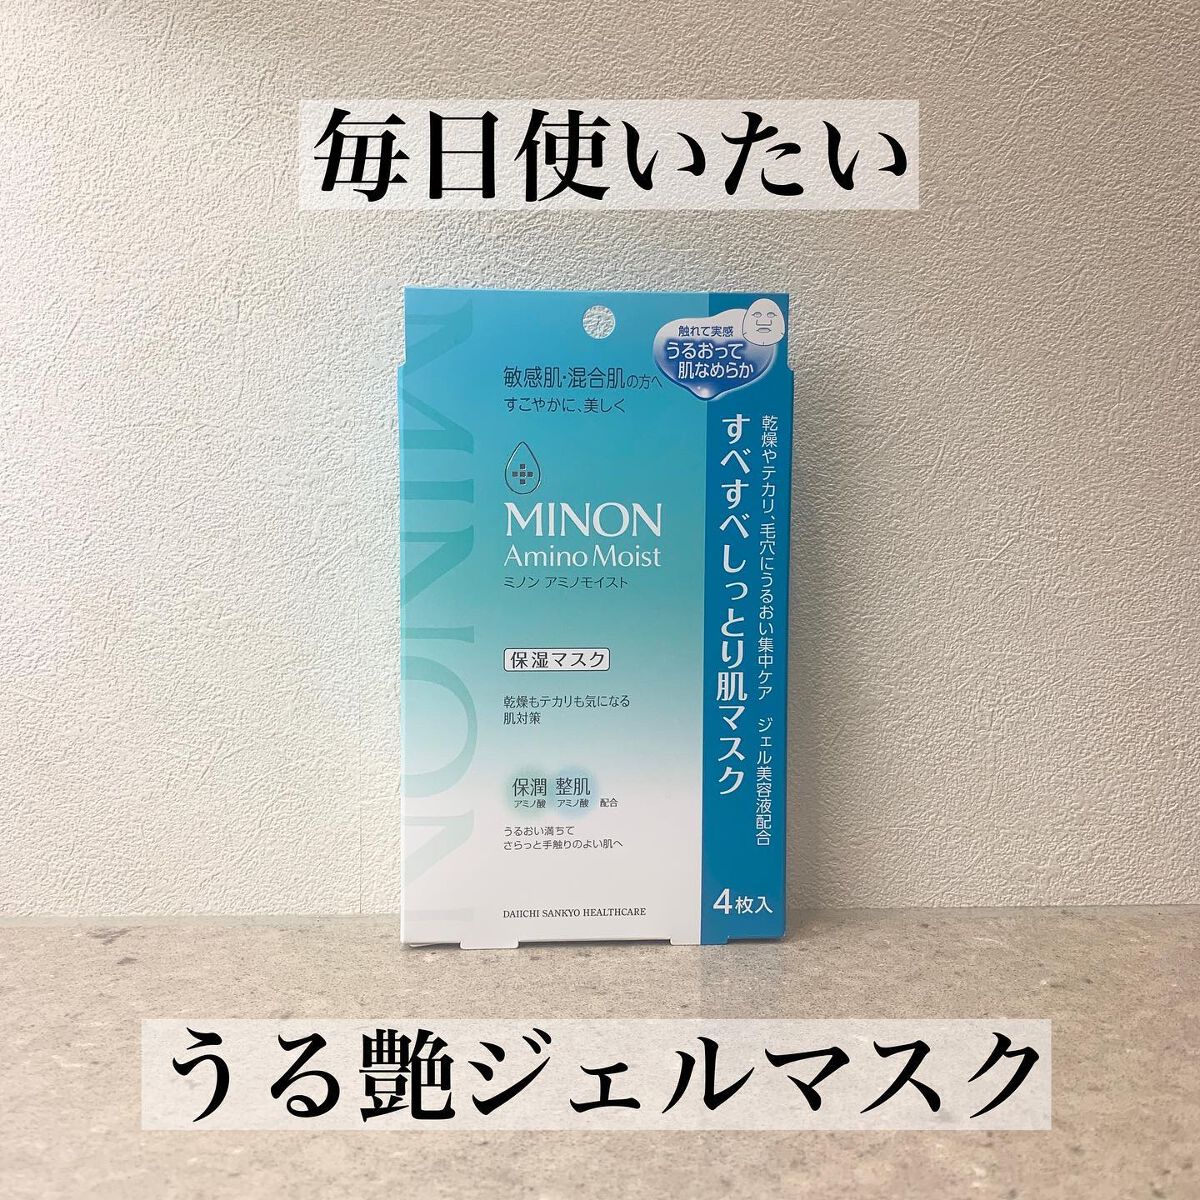 毎日使いたい
触れて実感
うるおって
肌なめらか
敏感肌・混合肌の方へ
すこやかに、美しく
MINON
MINON
Amino Moist
ミノン アミノモイスト
保湿マスク
乾燥もテカリも気になる
肌対策
保潤 整肌
アミノ酸 アミノ酸 配合
うるおい満ちて
さらっと手触りのよい肌へ
DAIICHI SANKYO HEALTHCARE
乾燥やテカリ、毛穴にうるおい集中ケア ジェル美容液配合
すべすべしっとり肌マスク
4枚入
うる艶ジェルマスク